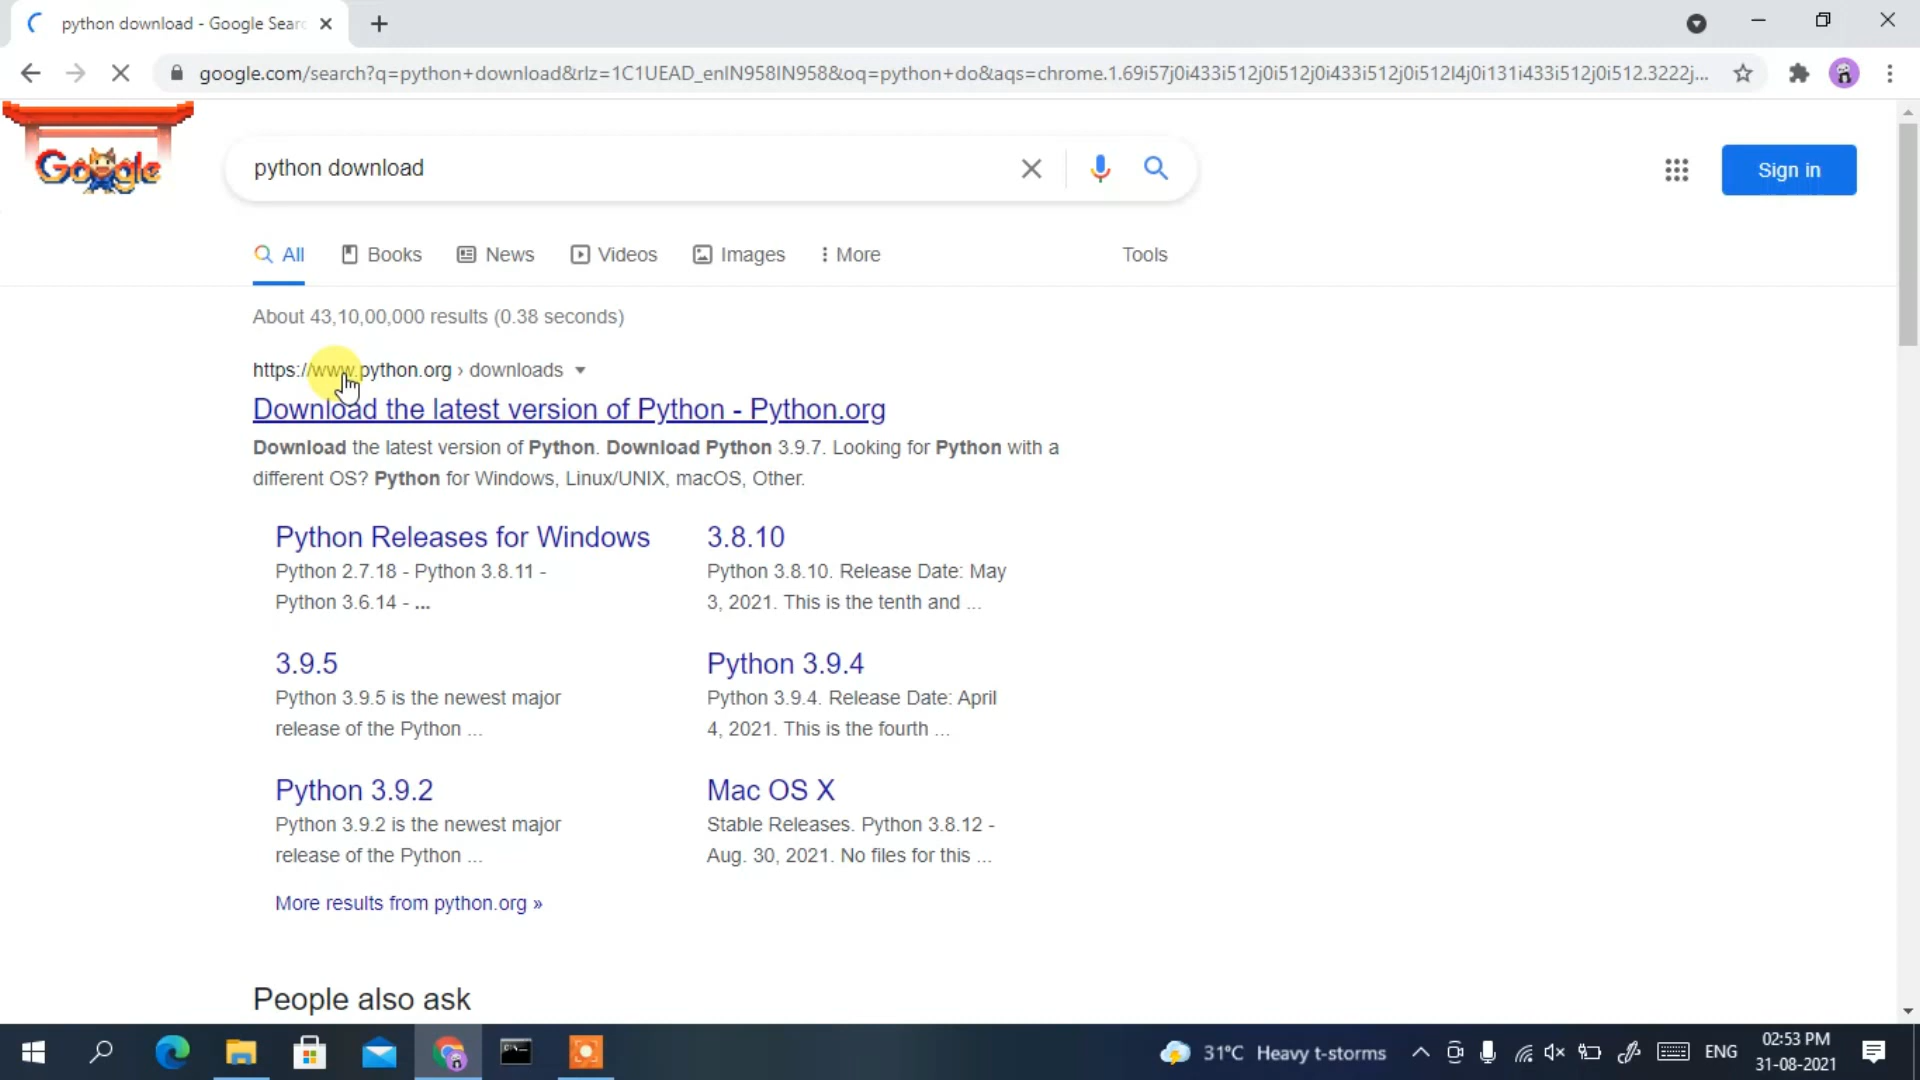 python download - Google Sear
google.com/search?q=python+download&rlz=1C1UEAD_enIN958IN958&oq=python+do&aqs=chrome.1.69i57j0i433i512j0i512j0i433i512j0i512l4j0i131i433i512j0i512.3222j...
Google
python download
Sign in
All Books News Videos Images More Tools
About 43,10,00,000 results (0.38 seconds)
https://www.python.org › downloads
Download the latest version of Python - Python.org
Download the latest version of Python. Download Python 3.9.7. Looking for Python with a
different OS? Python for Windows, Linux/UNIX, macOS, Other.
Python Releases for Windows
Python 2.7.18 - Python 3.8.11 -
Python 3.6.14 - ...
3.8.10
Python 3.8.10. Release Date: May
3, 2021. This is the tenth and ...
3.9.5
Python 3.9.5 is the newest major
release of the Python ...
Python 3.9.4
Python 3.9.4. Release Date: April
4, 2021. This is the fourth ...
Python 3.9.2
Python 3.9.2 is the newest major
release of the Python ...
Mac OS X
Stable Releases. Python 3.8.12 -
Aug. 30, 2021. No files for this ...
More results from python.org »
People also ask
31°C Heavy t-storms
ENG
02:53 PM
31-08-2021